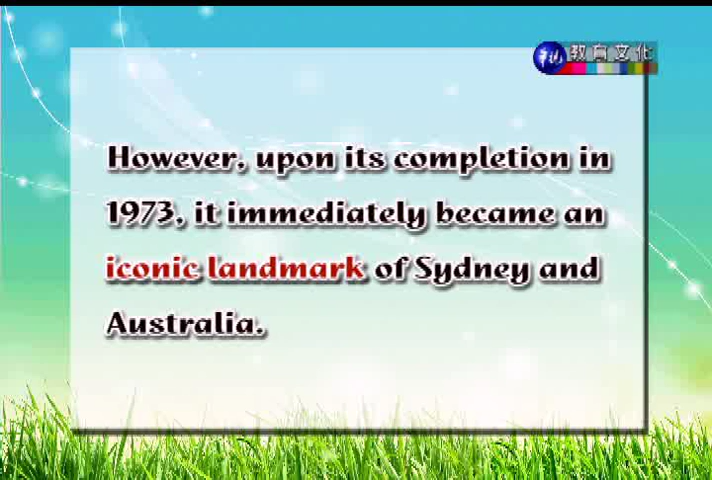 教育文化
However, upon its completion in
1973, it immediately became an
iconic landmark of Sydney and
Australia.